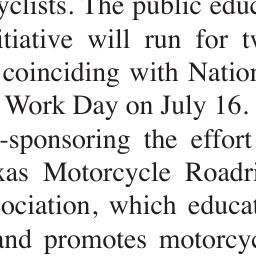 yclists. The public educ
itiative will run for tw
coinciding with Nation
Work Day on July 16.
-sponsoring the effort
xas Motorcycle Roadri
ociation, which educat
and promotes motorcyc